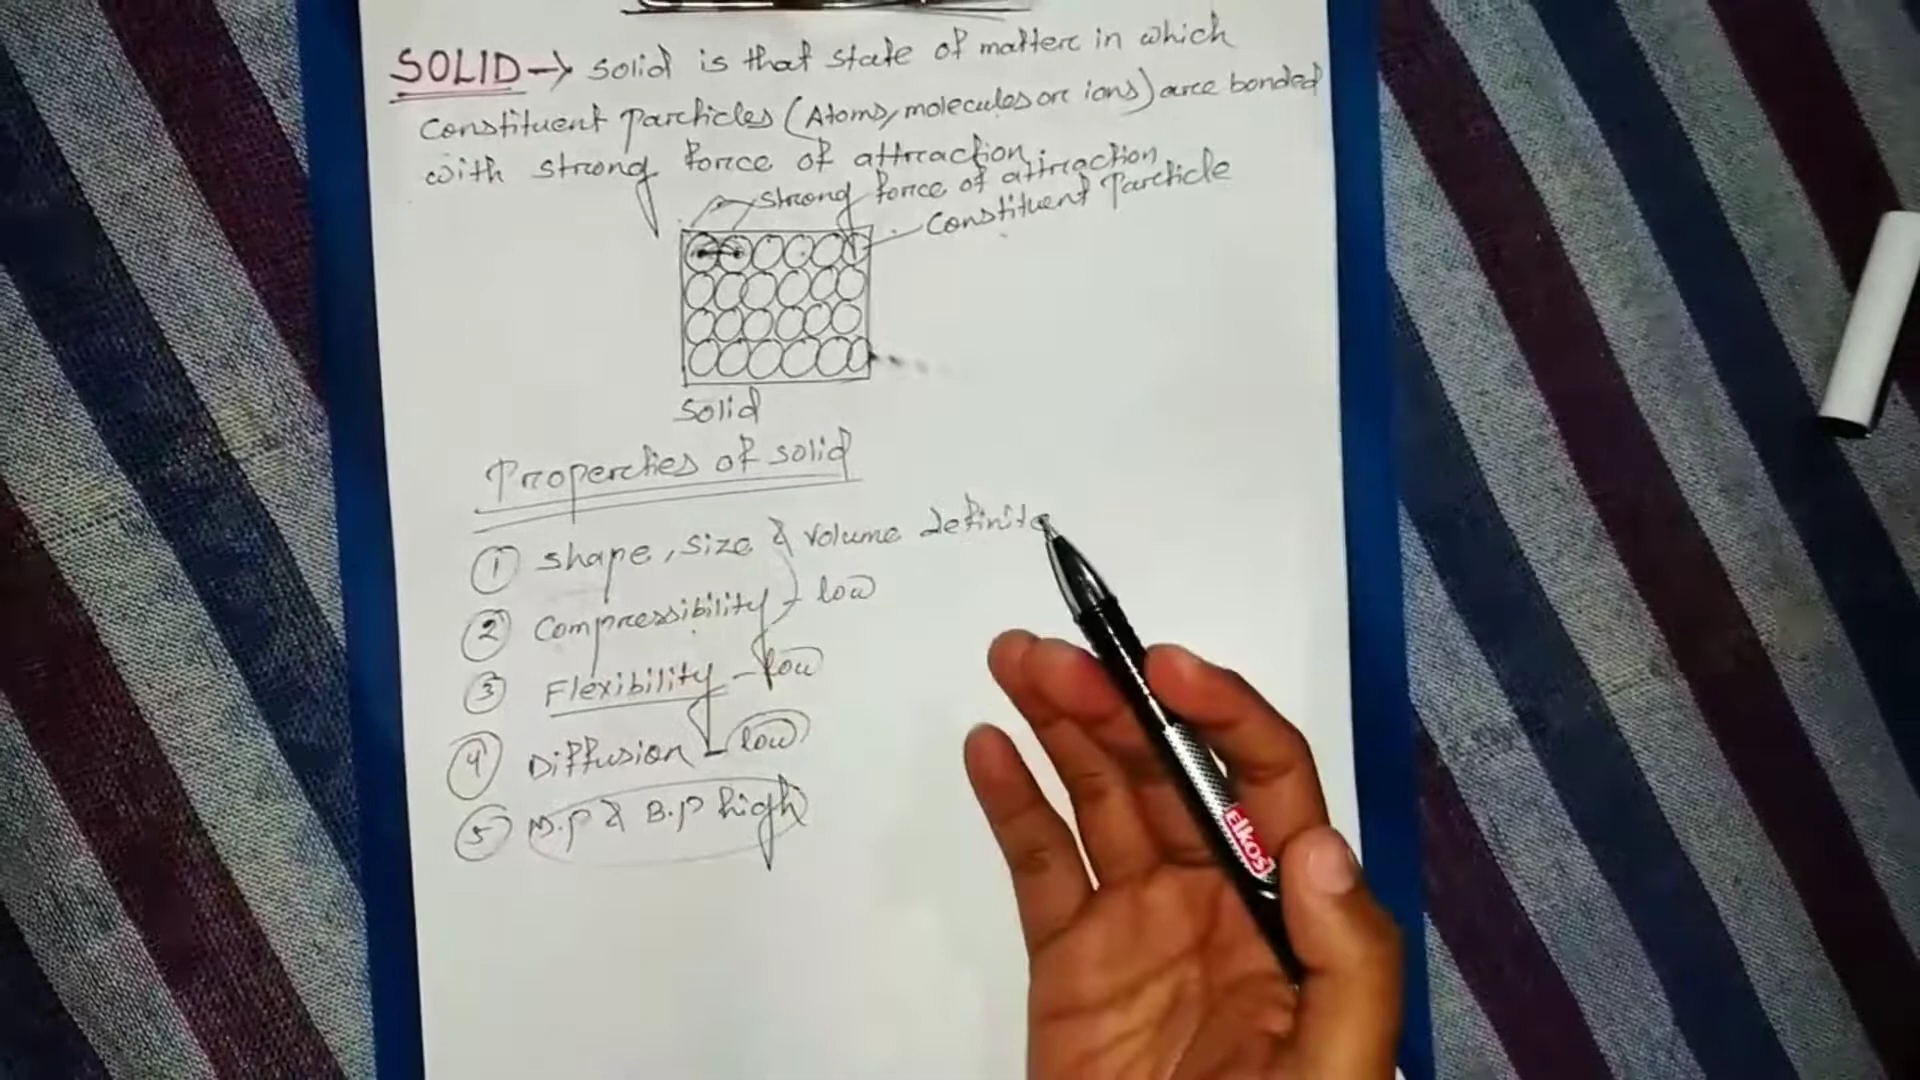 SOLID → solid is that state of matter in which
Constituent Particles (Atoms, molecules or ions) are bonded
with strong force of attraction.
strong force of attraction
Constituent Particle
Solid
Properties of solid
① shape, size & volume definite
② Compressibility - low
③ Flexibility - low
④ Diffusion - low
⑤ M.P & B.P high
Elkos